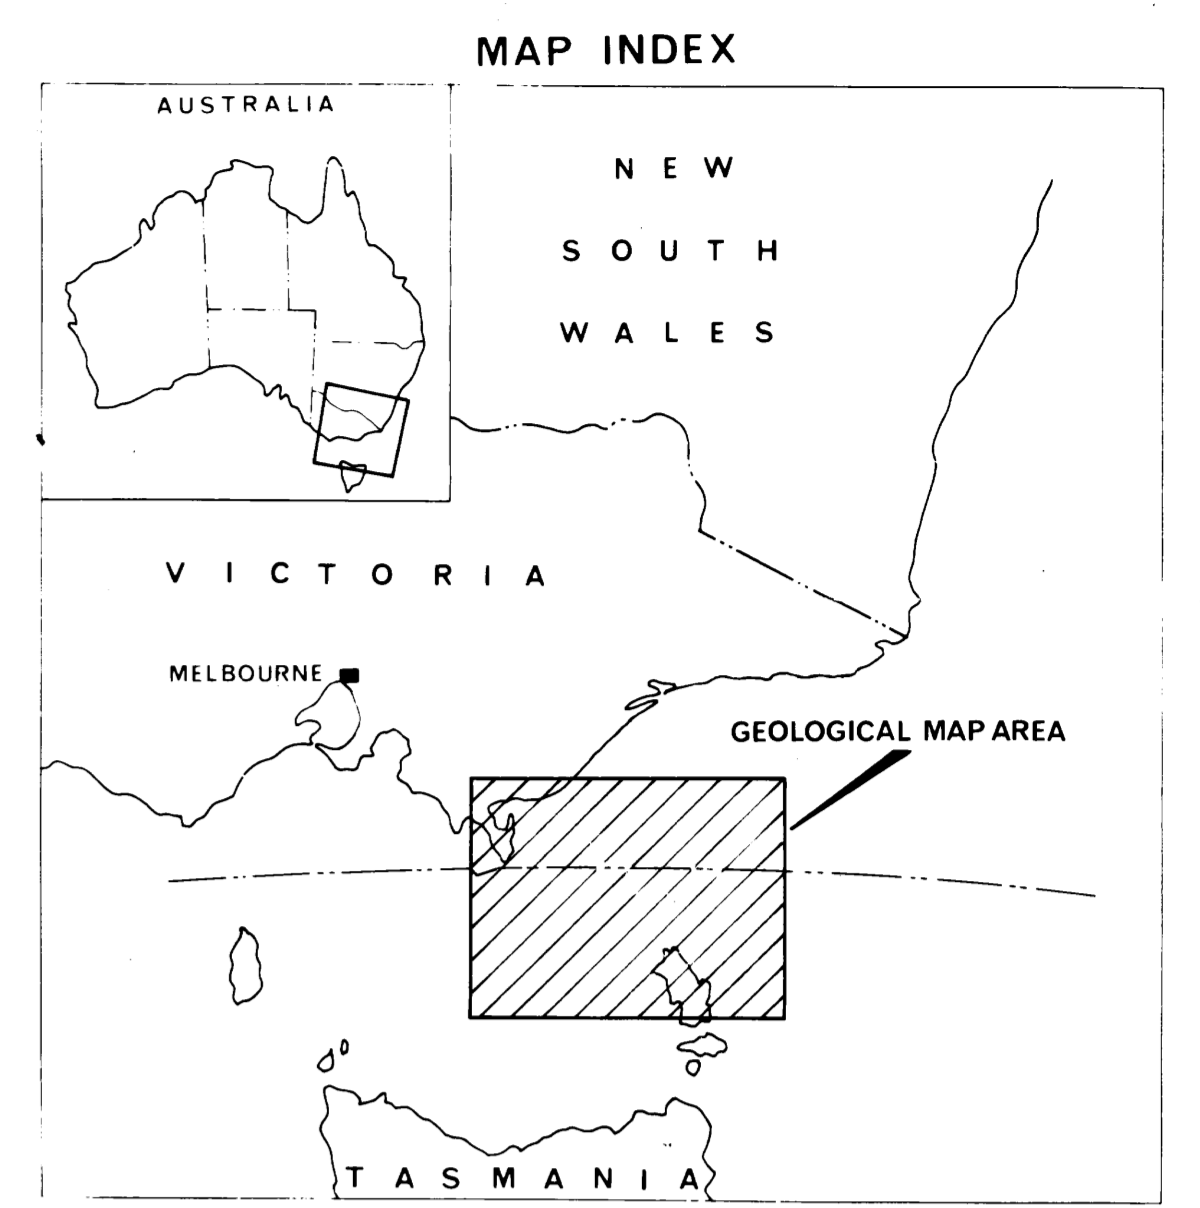 MAP INDEX
AUSTRALIA
NEW
SOUTH
WALES
VICTORIA
MELBOURNE
GEOLOGICAL MAP AREA
TASMANIA